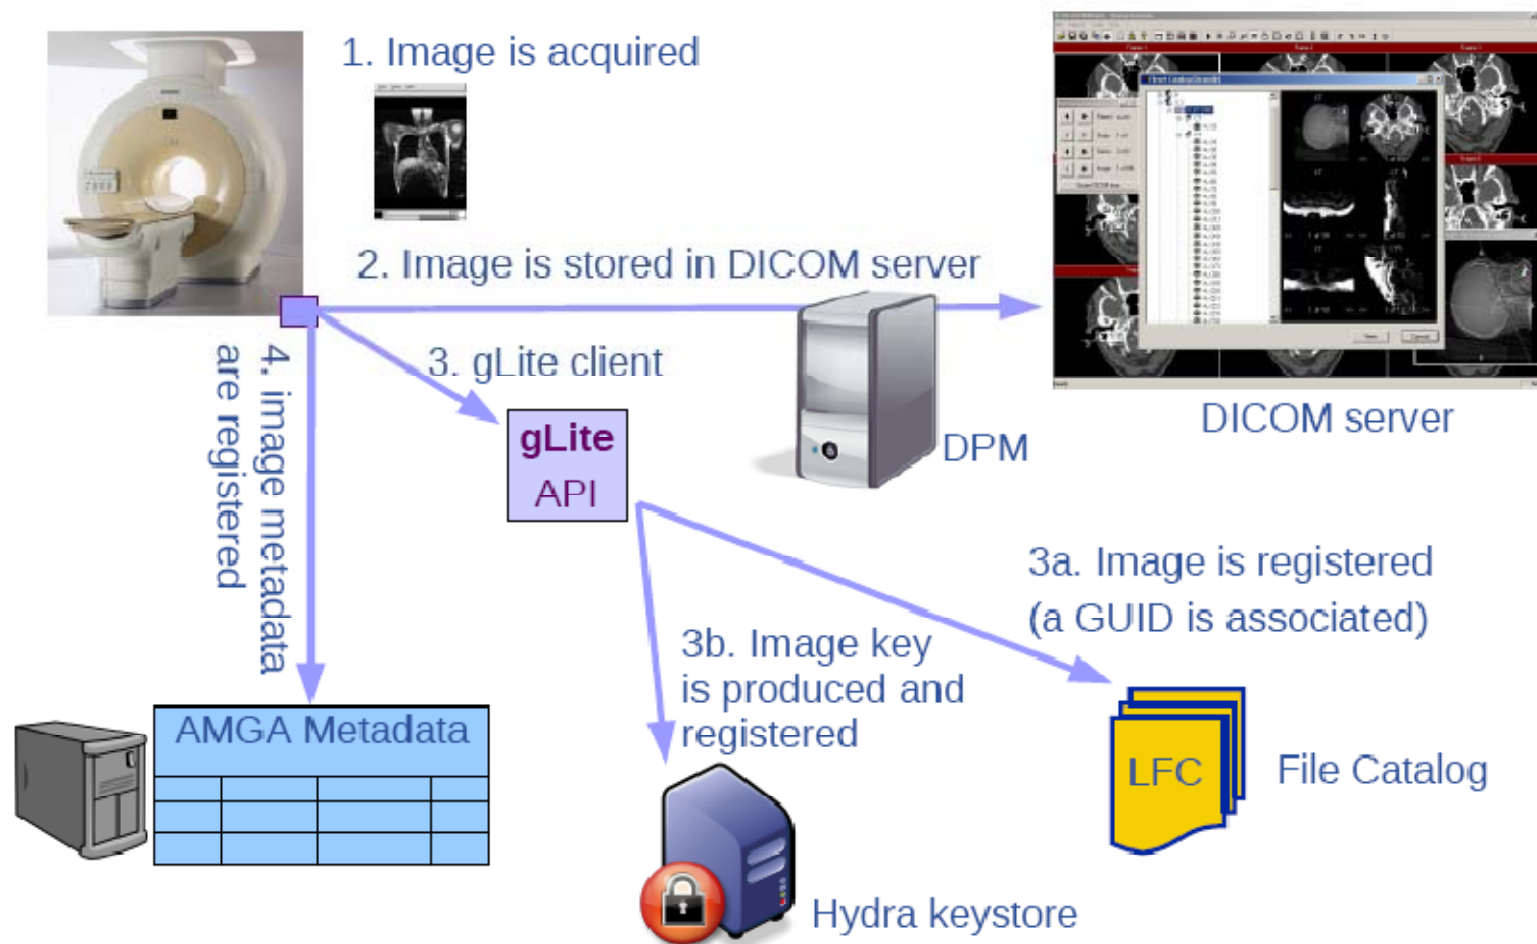 1. Image is acquired
2. Image is stored in DICOM server
3. gLite client
4. image metadata
are registered
gLite
API
DPM
DICOM server
3a. Image is registered
(a GUID is associated)
3b. Image key
is produced and
registered
AMGA Metadata
LFC
File Catalog
Hydra keystore